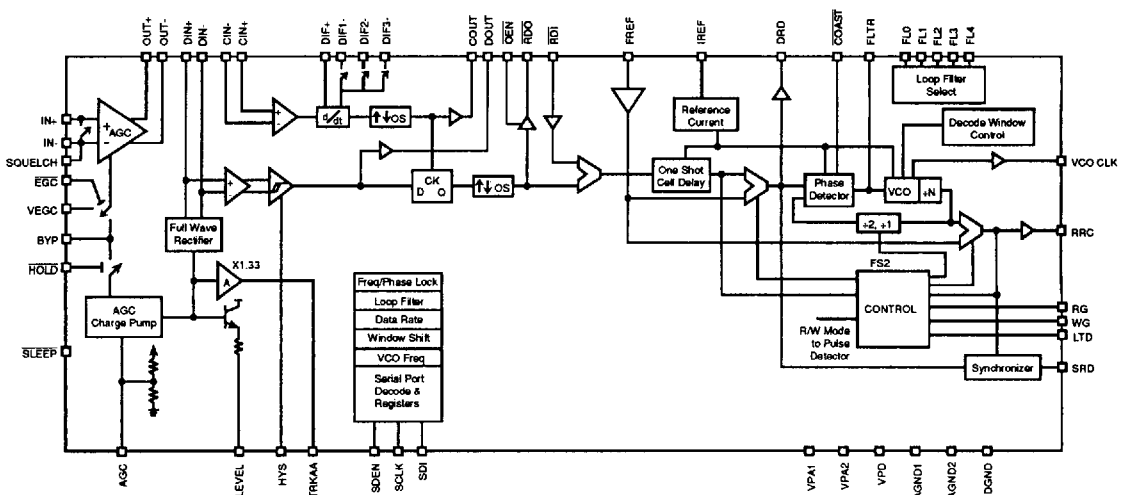 OUT+
OUT-
DIN+
DIN-
CIN-
CIN+
DIF+
DIF1-
DIF2-
DIF3-
COUT
DOUT
OEN
RDO
RDI
FREF
IREF
DRD
COAST
FLTR
FL0
FL1
FL2
FL3
FL4
IN+
IN-
SQUELCH
EGC
VEGC
BYP
HOLD
SLEEP
+
AGC
-
+
+
d/dt
↑↓OS
CK
D Q
↑↓OS
Reference
Current
Loop Filter
Select
Decode Window
Control
One Shot
Cell Delay
Phase
Detector
VCO
÷N
÷2, ÷1
FS2
CONTROL
R/W Mode
to Pulse
Detector
Synchronizer
VCO CLK
RRC
RG
WG
LTD
SRD
Full Wave
Rectifier
X1.33
A
AGC
Charge Pump
Freq/Phase Lock
Loop Filter
Data Rate
Window Shift
VCO Freq
Serial Port
Decode &
Registers
AGC
LEVEL
HYS
TRKAA
SDEN
SCLK
SDI
VPA1
VPA2
VPD
AGND1
AGND2
DGND